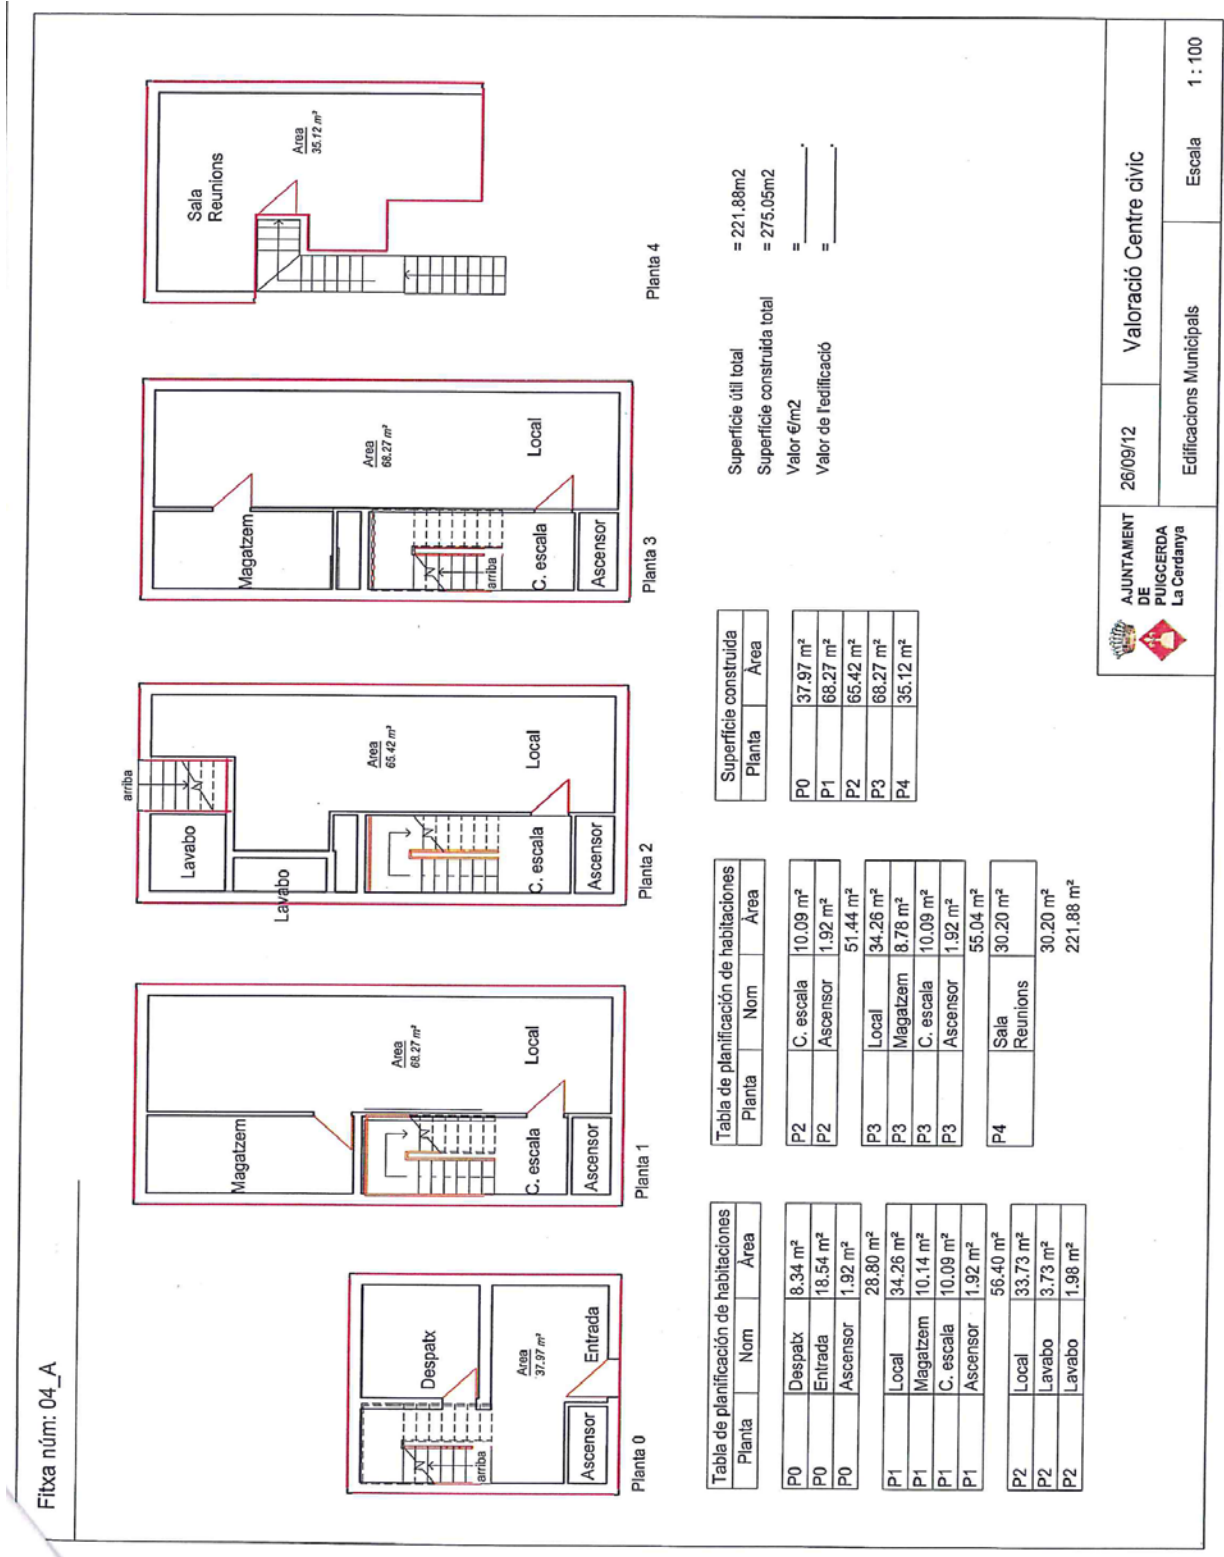 Fitxa núm: 04_A
Despatx
Area
37.97 m²
Entrada
arriba
Ascensor
Planta 0
Magatzem
Area
68.27 m²
C. escala
Local
Ascensor
Planta 1
arriba
Lavabo
Lavabo
Area
65.42 m²
C. escala
Local
Ascensor
Planta 2
Magatzem
Area
68.27 m²
arriba
C. escala
Local
Ascensor
Planta 3
Sala
Reunions
Area
35.12 m²
Planta 4
Tabla de planificación de habitaciones
Planta Nom Àrea
P0 Despatx 8.34 m²
P0 Entrada 18.54 m²
P0 Ascensor 1.92 m²
28.80 m²
P1 Local 34.26 m²
P1 Magatzem 10.14 m²
P1 C. escala 10.09 m²
P1 Ascensor 1.92 m²
56.40 m²
P2 Local 33.73 m²
P2 Lavabo 3.73 m²
P2 Lavabo 1.98 m²
Tabla de planificación de habitaciones
Planta Nom Àrea
P2 C. escala 10.09 m²
P2 Ascensor 1.92 m²
51.44 m²
P3 Local 34.26 m²
P3 Magatzem 8.78 m²
P3 C. escala 10.09 m²
P3 Ascensor 1.92 m²
55.04 m²
P4 Sala Reunions 30.20 m²
30.20 m²
221.88 m²
Superfície construida
Planta Àrea
P0 37.97 m²
P1 68.27 m²
P2 65.42 m²
P3 68.27 m²
P4 35.12 m²
Superfície útil total = 221.88m2
Superfície construida total = 275.05m2
Valor €/m2 = ________.
Valor de l'edificació = ________.
AJUNTAMENT
DE
PUIGCERDA
La Cerdanya
26/09/12
Valoració Centre cívic
Edificacions Municipals
Escala 1 : 100